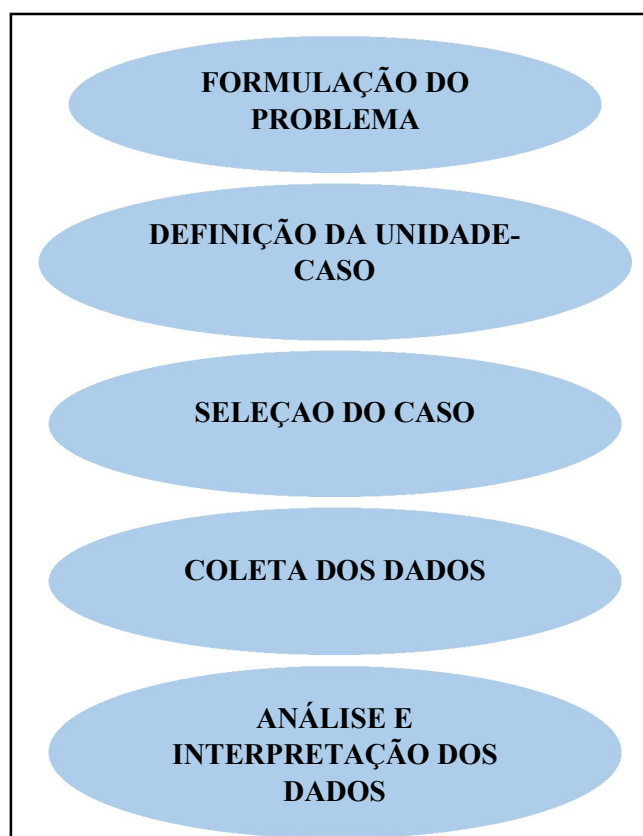 FORMULAÇÃO DO
PROBLEMA
DEFINIÇÃO DA UNIDADE-
CASO
SELEÇAO DO CASO
COLETA DOS DADOS
ANÁLISE E
INTERPRETAÇÃO DOS
DADOS